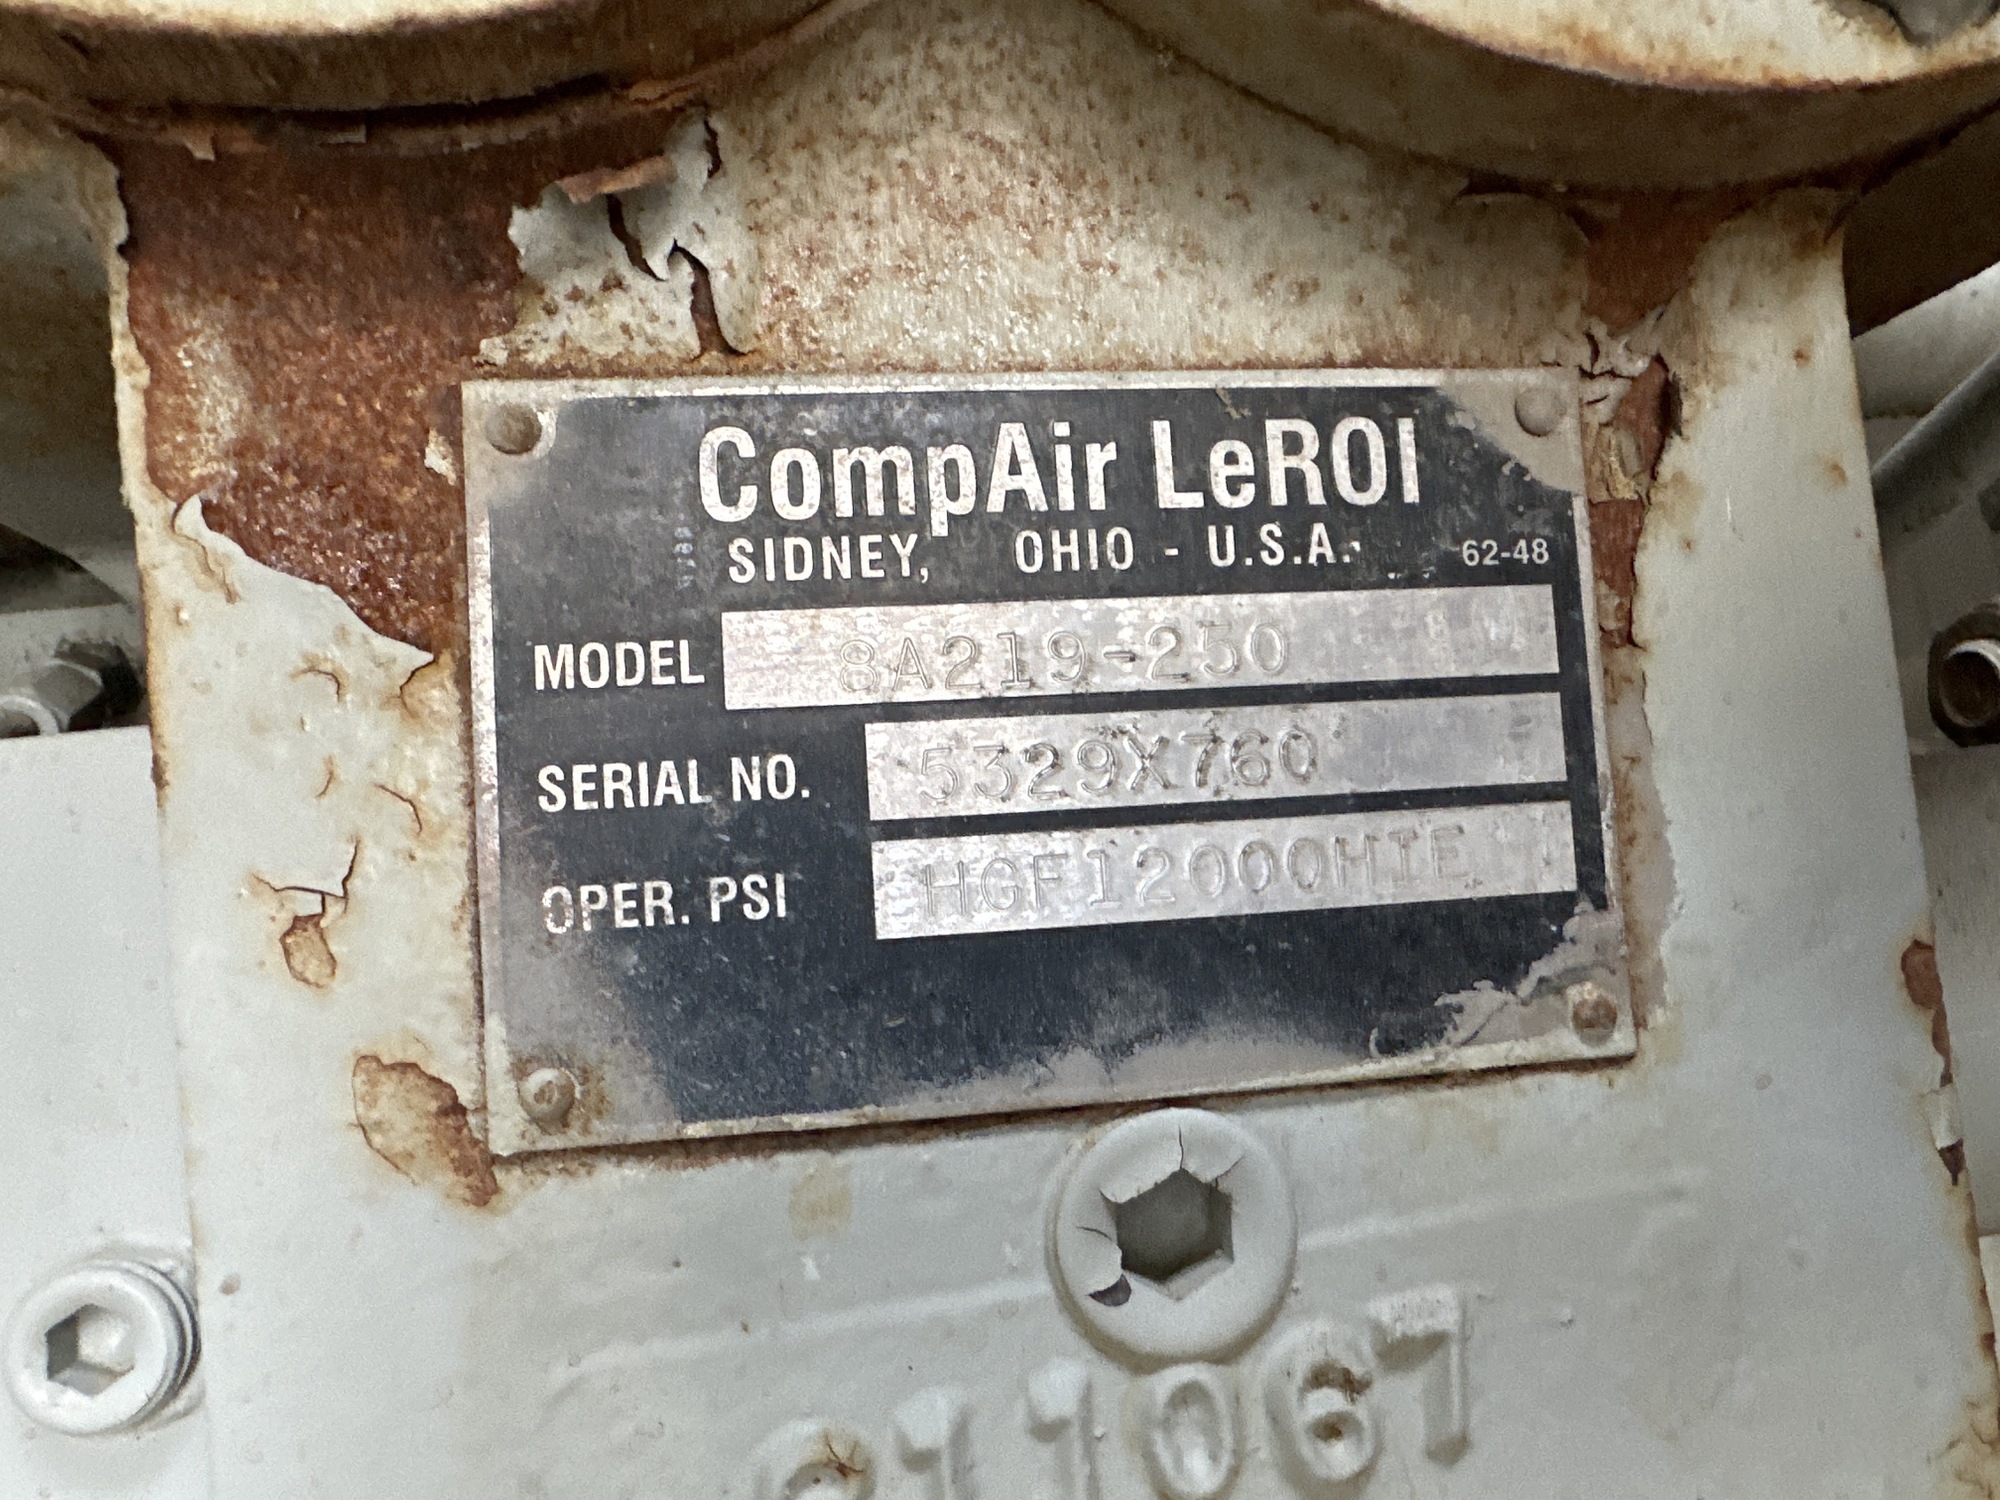 CompAir LeROI
SIDNEY, OHIO - U.S.A. 62-48
MODEL 8A219-250
SERIAL NO. 5329X760
OPER. PSI HGF12000HIE